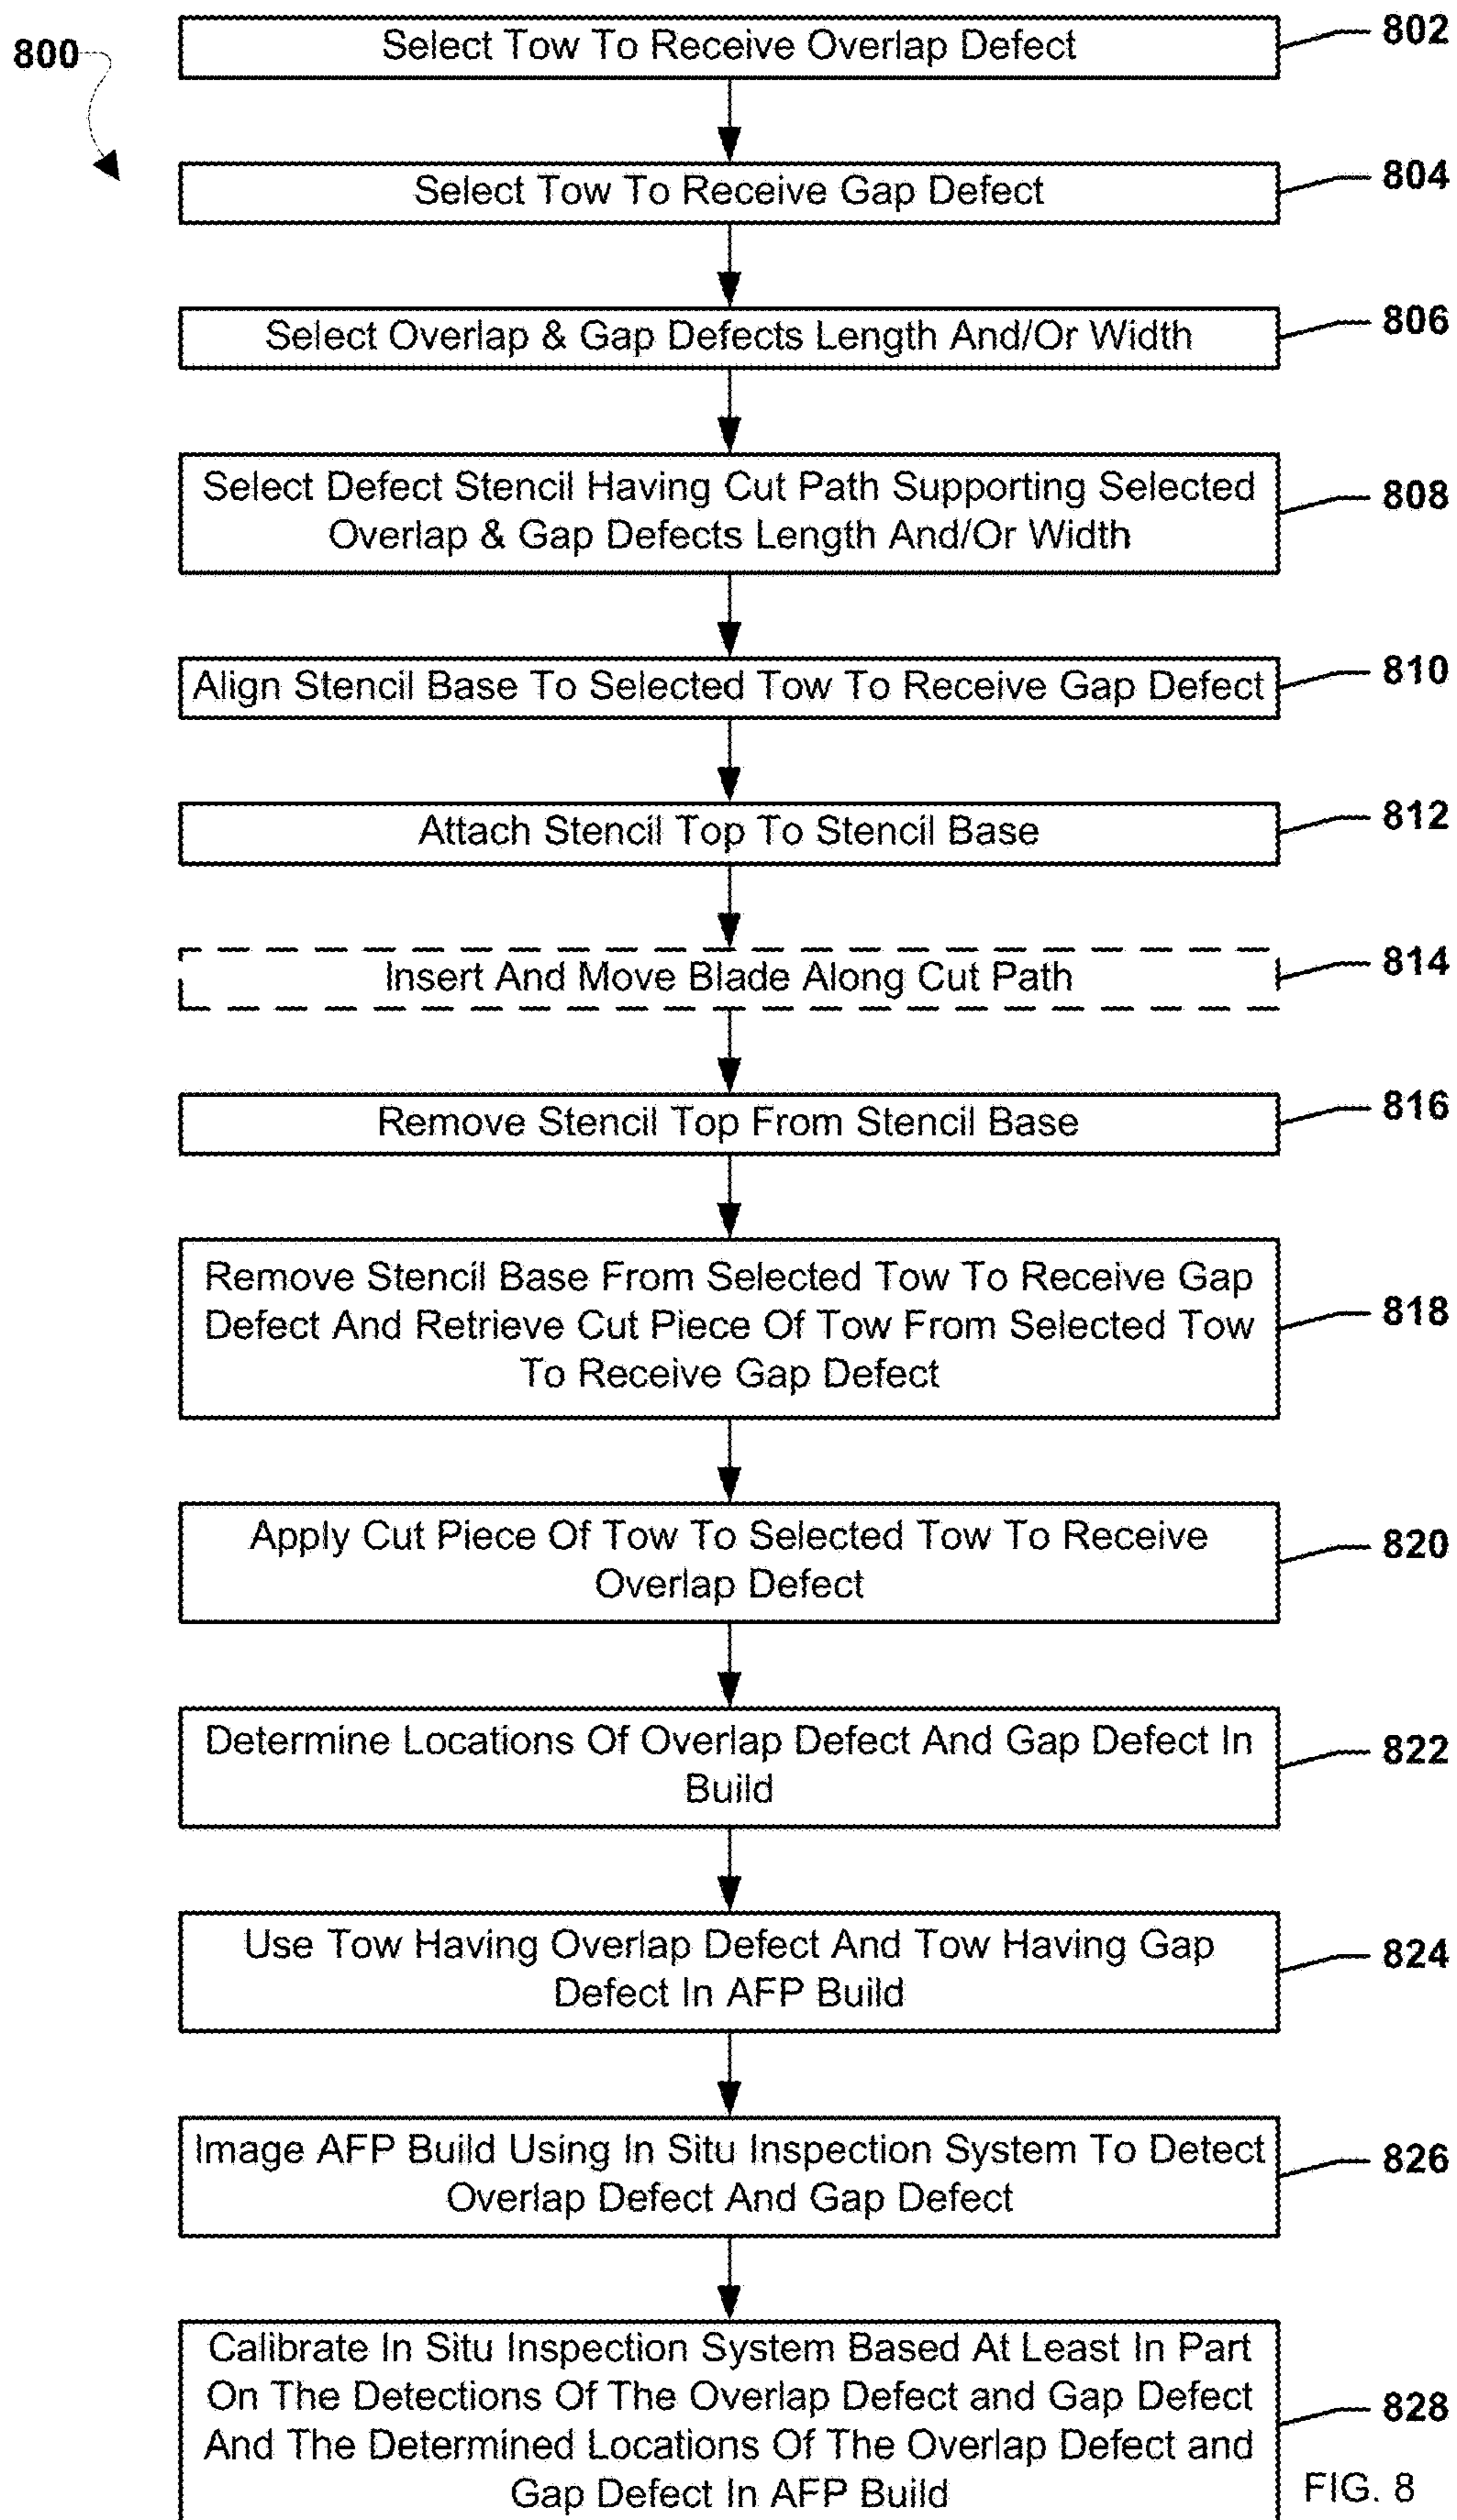 800
Select Tow To Receive Overlap Defect
802
Select Tow To Receive Gap Defect
804
Select Overlap & Gap Defects Length And/Or Width
806
Select Defect Stencil Having Cut Path Supporting Selected
Overlap & Gap Defects Length And/Or Width
808
Align Stencil Base To Selected Tow To Receive Gap Defect
810
Attach Stencil Top To Stencil Base
812
Insert And Move Blade Along Cut Path
814
Remove Stencil Top From Stencil Base
816
Remove Stencil Base From Selected Tow To Receive Gap
Defect And Retrieve Cut Piece Of Tow From Selected Tow
To Receive Gap Defect
818
Apply Cut Piece Of Tow To Selected Tow To Receive
Overlap Defect
820
Determine Locations Of Overlap Defect And Gap Defect In
Build
822
Use Tow Having Overlap Defect And Tow Having Gap
Defect In AFP Build
824
Image AFP Build Using In Situ Inspection System To Detect
Overlap Defect And Gap Defect
826
Calibrate In Situ Inspection System Based At Least In Part
On The Detections Of The Overlap Defect and Gap Defect
And The Determined Locations Of The Overlap Defect and
Gap Defect In AFP Build
828
FIG. 8